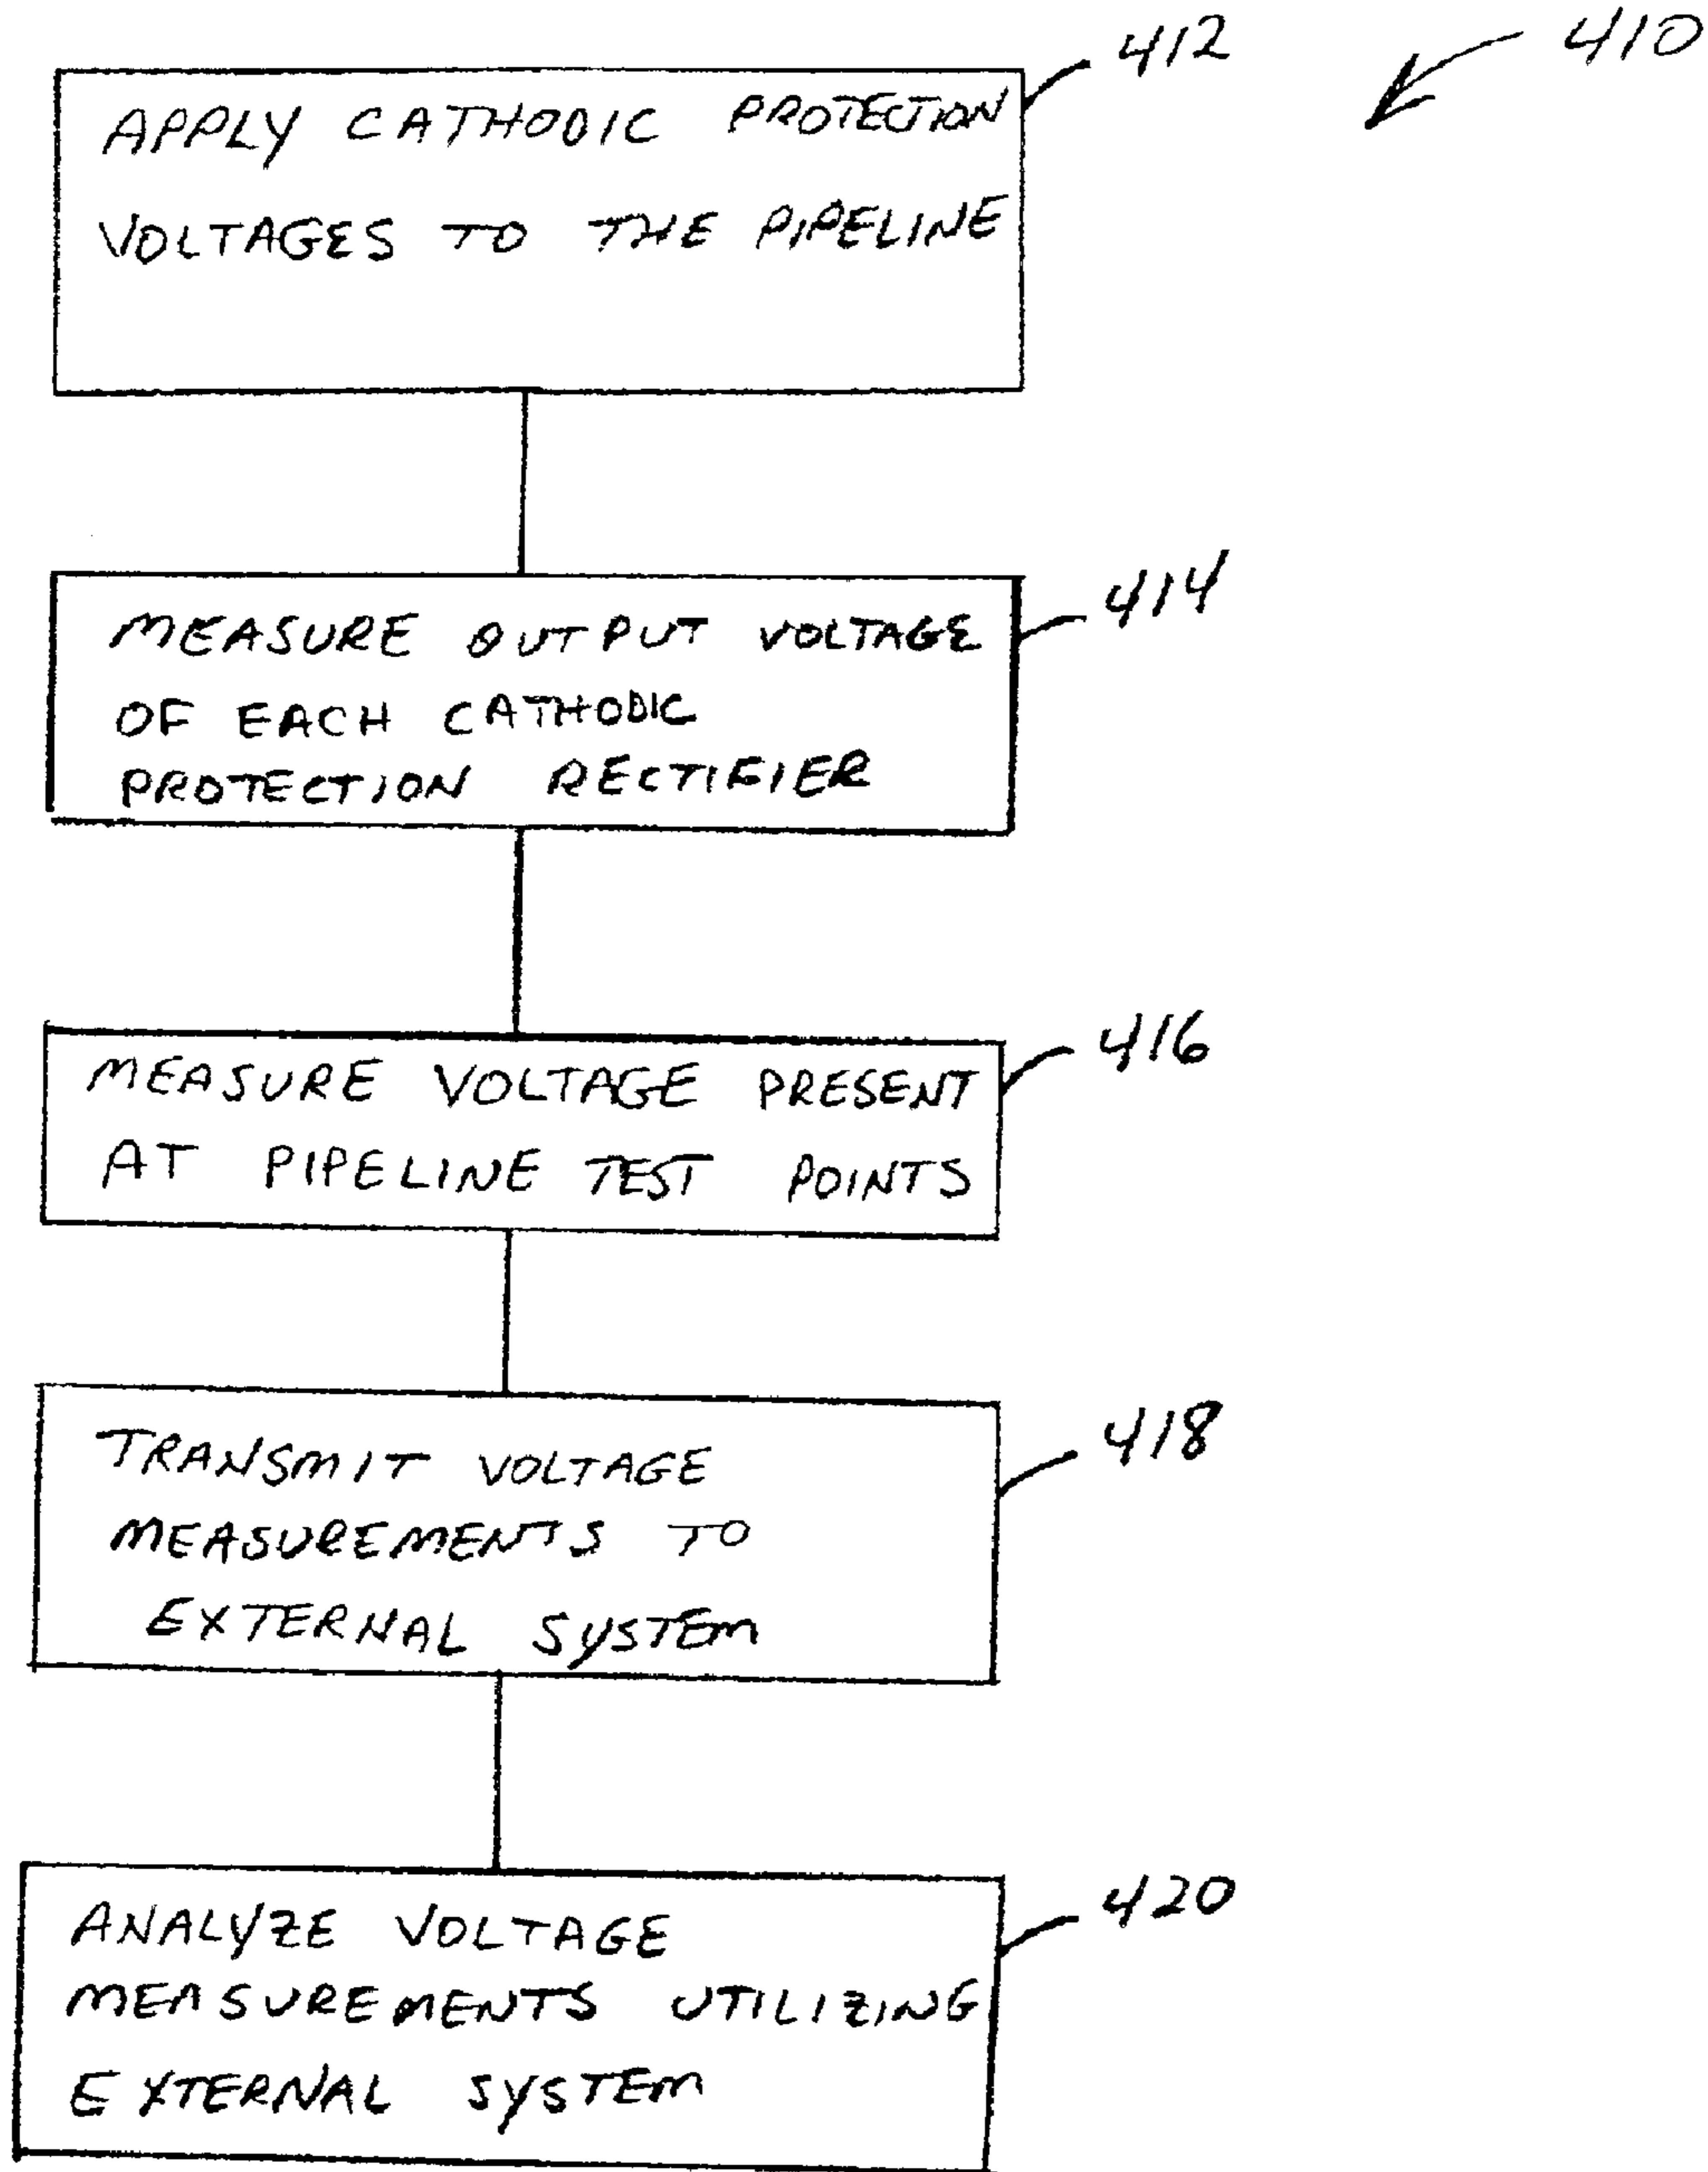 412
410
APPLY CATHODIC PROTECTION
VOLTAGES TO THE PIPELINE
414
MEASURE OUTPUT VOLTAGE
OF EACH CATHODIC
PROTECTION RECTIFIER
416
MEASURE VOLTAGE PRESENT
AT PIPELINE TEST POINTS
418
TRANSMIT VOLTAGE
MEASUREMENTS TO
EXTERNAL SYSTEM
420
ANALYZE VOLTAGE
MEASUREMENTS UTILIZING
EXTERNAL SYSTEM